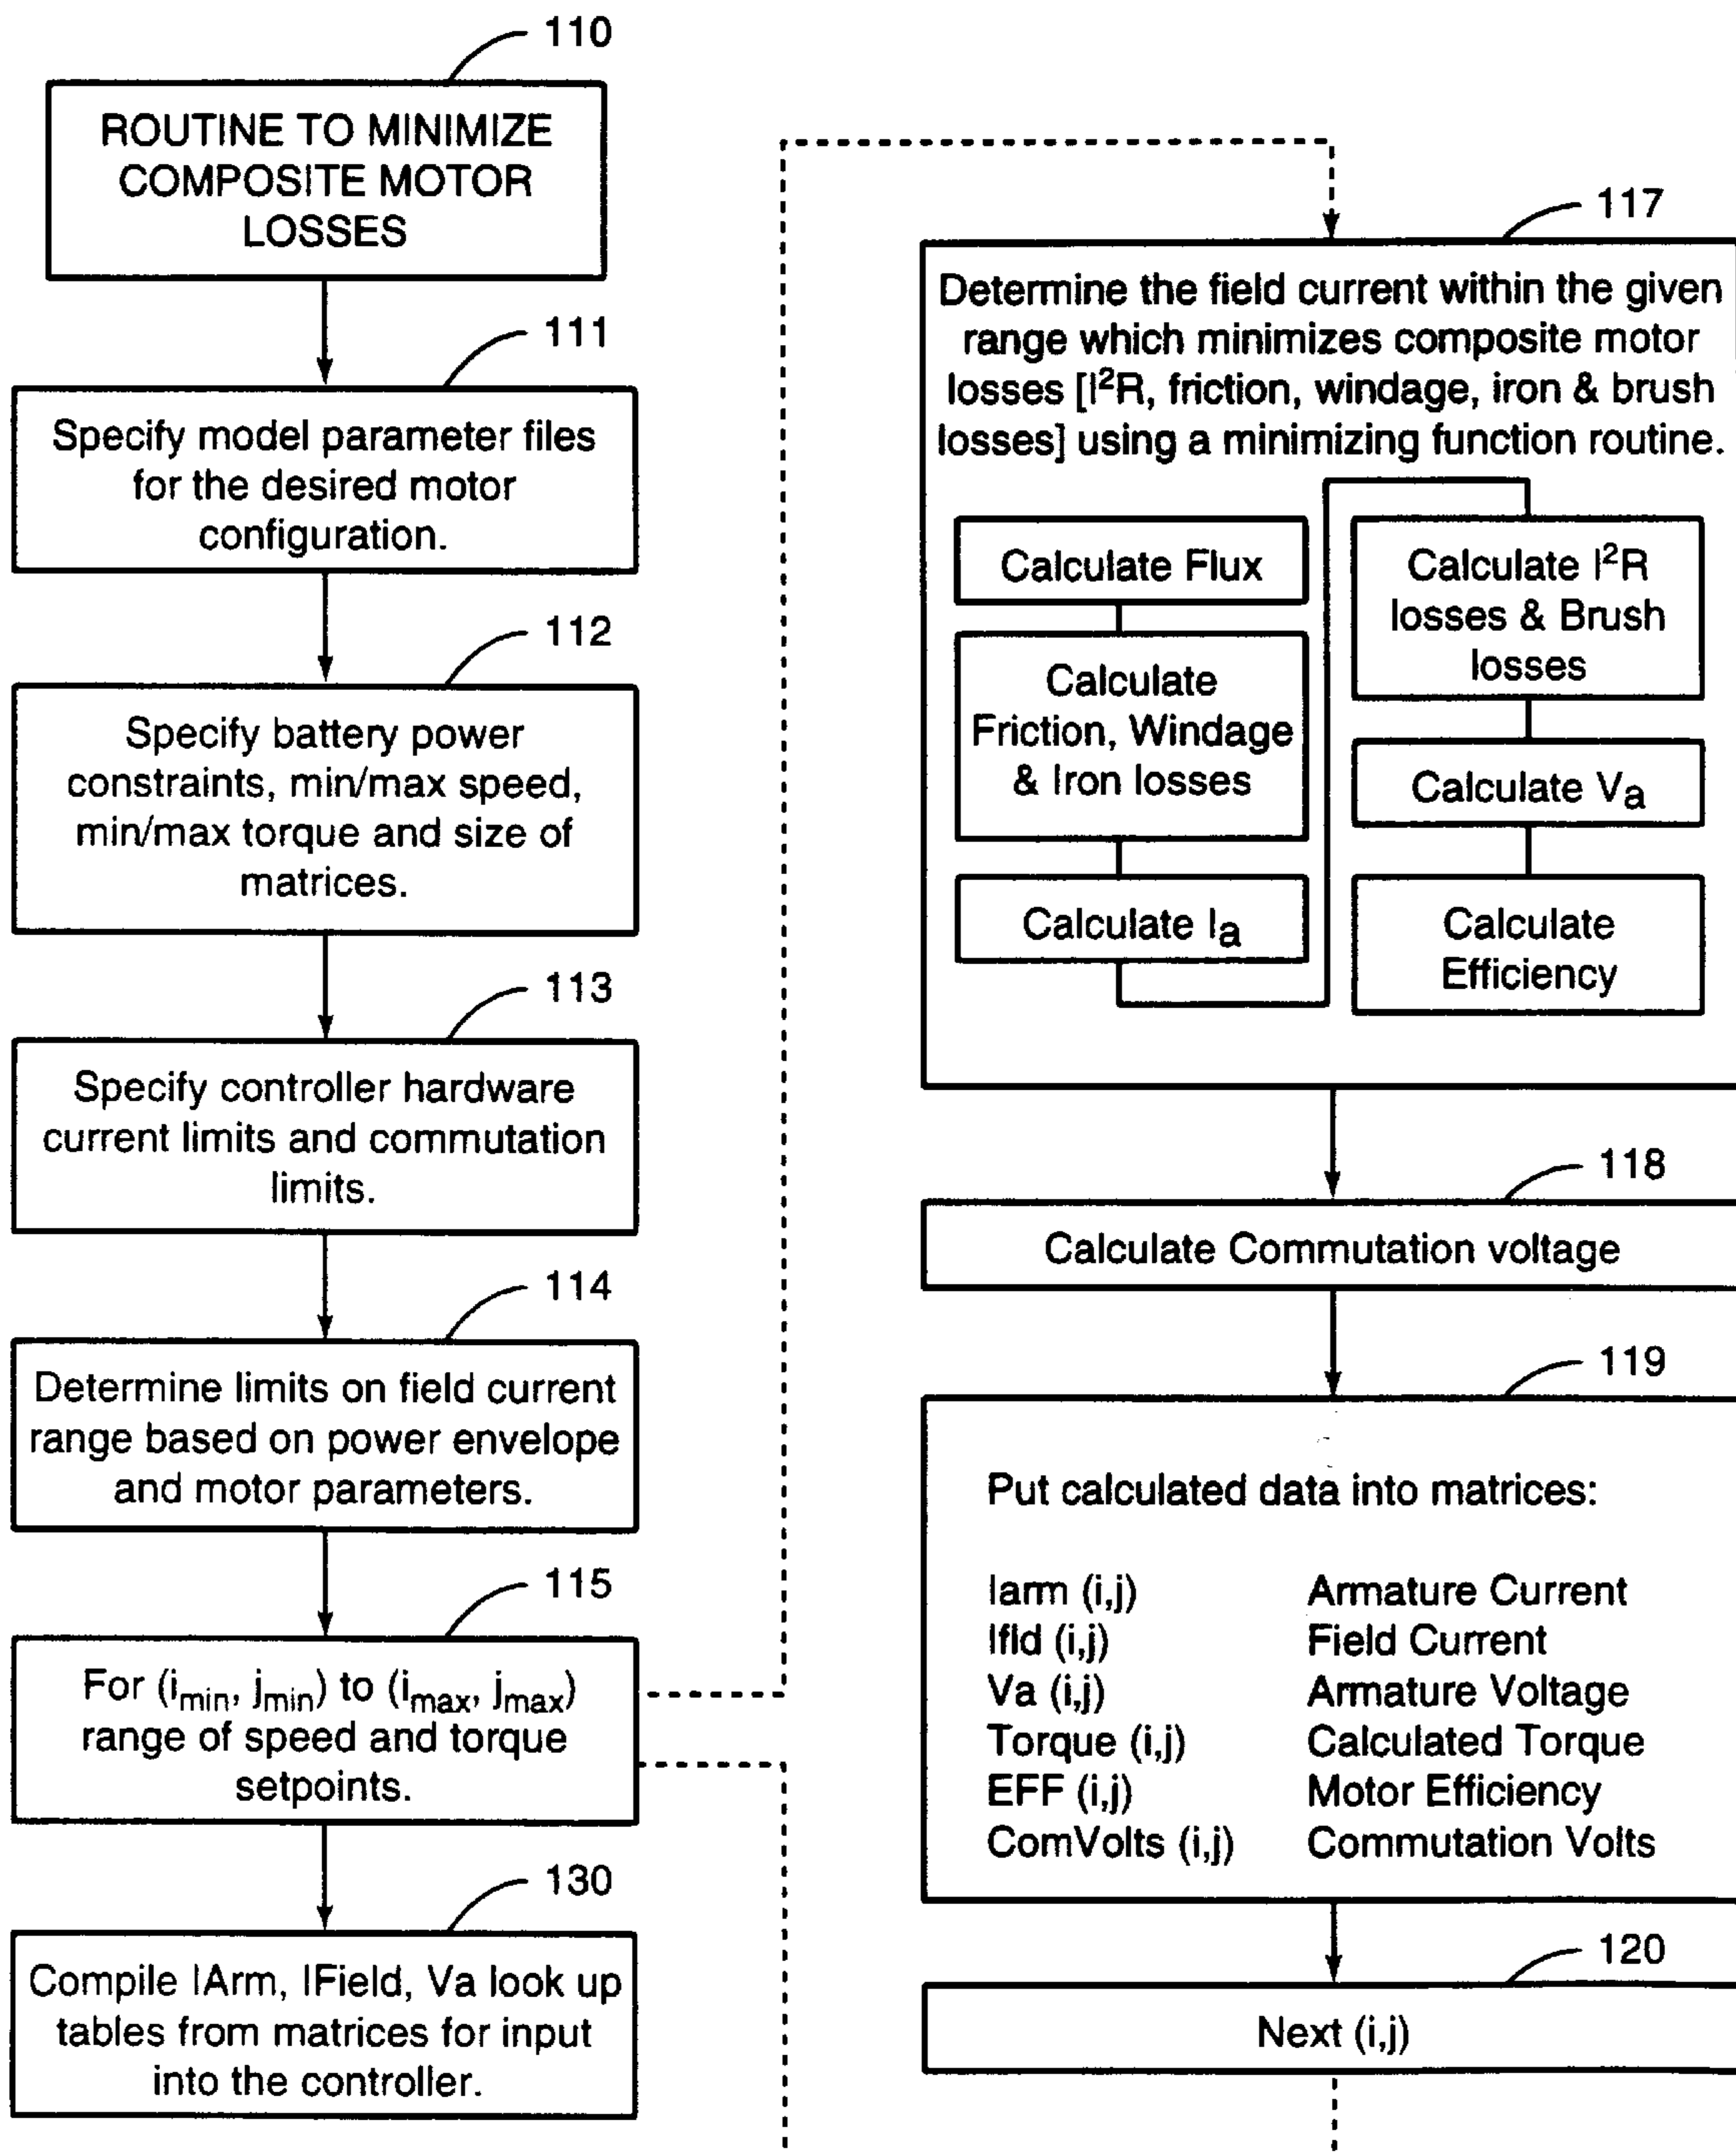 110
ROUTINE TO MINIMIZE
COMPOSITE MOTOR
LOSSES
111
Specify model parameter files
for the desired motor
configuration.
112
Specify battery power
constraints, min/max speed,
min/max torque and size of
matrices.
113
Specify controller hardware
current limits and commutation
limits.
114
Determine limits on field current
range based on power envelope
and motor parameters.
115
For (imin, jmin) to (imax, jmax)
range of speed and torque
setpoints.
130
Compile IArm, IField, Va look up
tables from matrices for input
into the controller.
117
Determine the field current within the given
range which minimizes composite motor
losses [I²R, friction, windage, iron & brush
losses] using a minimizing function routine.
Calculate Flux
Calculate
Friction, Windage
& Iron losses
Calculate Ia
Calculate I²R
losses & Brush
losses
Calculate Va
Calculate
Efficiency
118
Calculate Commutation voltage
119
Put calculated data into matrices:
Iarm (i,j) Armature Current
Ifld (i,j) Field Current
Va (i,j) Armature Voltage
Torque (i,j) Calculated Torque
EFF (i,j) Motor Efficiency
ComVolts (i,j) Commutation Volts
120
Next (i,j)